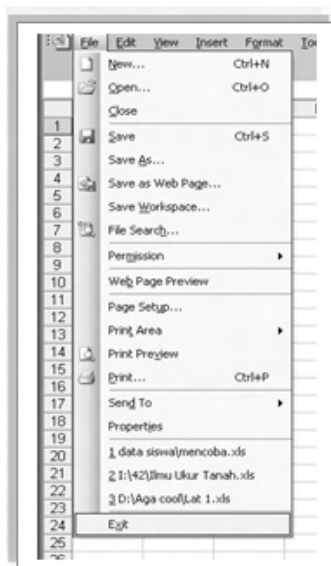 File Edit View Insert Format
New... Ctrl+N
Open... Ctrl+O
Close
Save Ctrl+S
Save As...
Save as Web Page...
Save Workspace...
File Search...
Permission
Web Page Preview
Page Setup...
Print Area
Print Preview
Print... Ctrl+P
Send To
Properties
1 data siswa\mencoba.xls
2 I:\42\Ilmu Ukur Tanah.xls
3 D:\Aga cool\Lat 1.xls
Exit
1
2
3
4
5
6
7
8
9
10
11
12
13
14
15
16
17
18
19
20
21
22
23
24
25